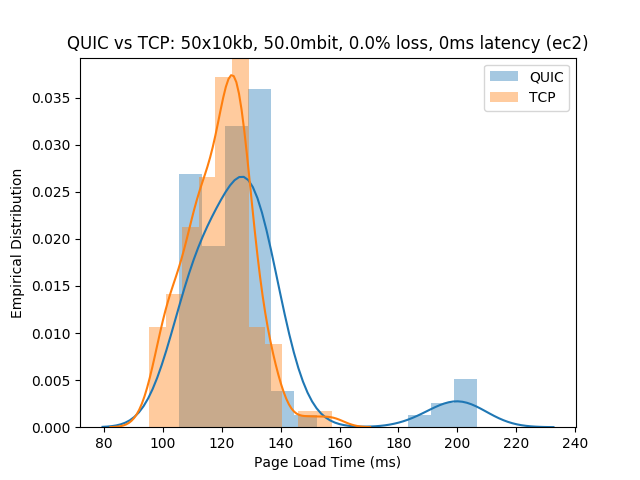 QUIC vs TCP: 50x10kb, 50.0mbit, 0.0% loss, 0ms latency (ec2)
QUIC
TCP
Empirical Distribution
0.035
0.030
0.025
0.020
0.015
0.010
0.005
0.000
80 100 120 140 160 180 200 220 240
Page Load Time (ms)